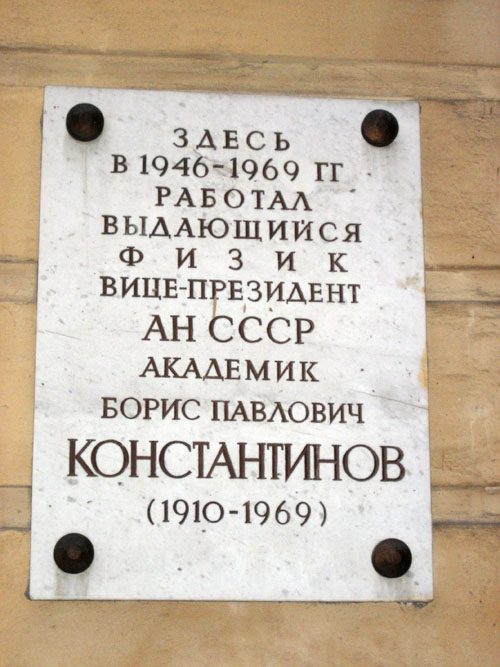 ЗДЕСЬ
В 1946-1969 ГГ
РАБОТАЛ
ВЫДАЮЩИЙСЯ
ФИЗИК
ВИЦЕ-ПРЕЗИДЕНТ
АН СССР
АКАДЕМИК
БОРИС ПАВЛОВИЧ
КОНСТАНТИНОВ
(1910-1969)